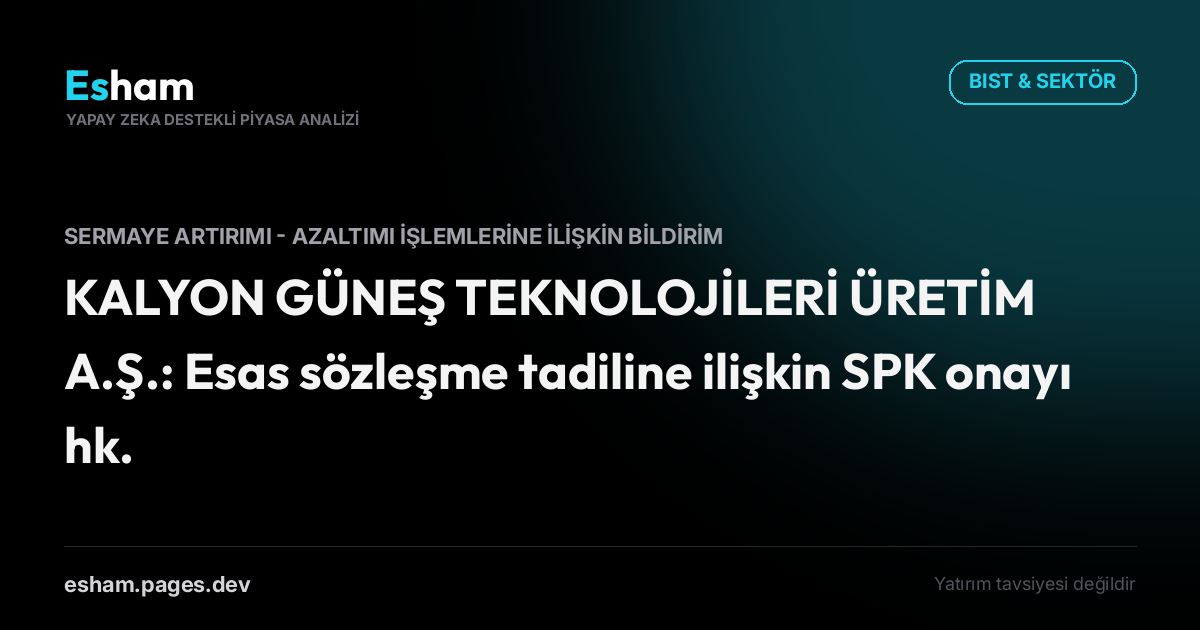 Esham
YAPAY ZEKA DESTEKLİ PİYASA ANALİZİ
BIST & SEKTÖR
SERMAYE ARTIRIMI - AZALTIMI İŞLEMLERİNE İLİŞKİN BİLDİRİM
KALYON GÜNEŞ TEKNOLOJİLERİ ÜRETİM
A.Ş.: Esas sözleşme tadiline ilişkin SPK onayı
hk.
esham.pages.dev
Yatırım tavsiyesi değildir